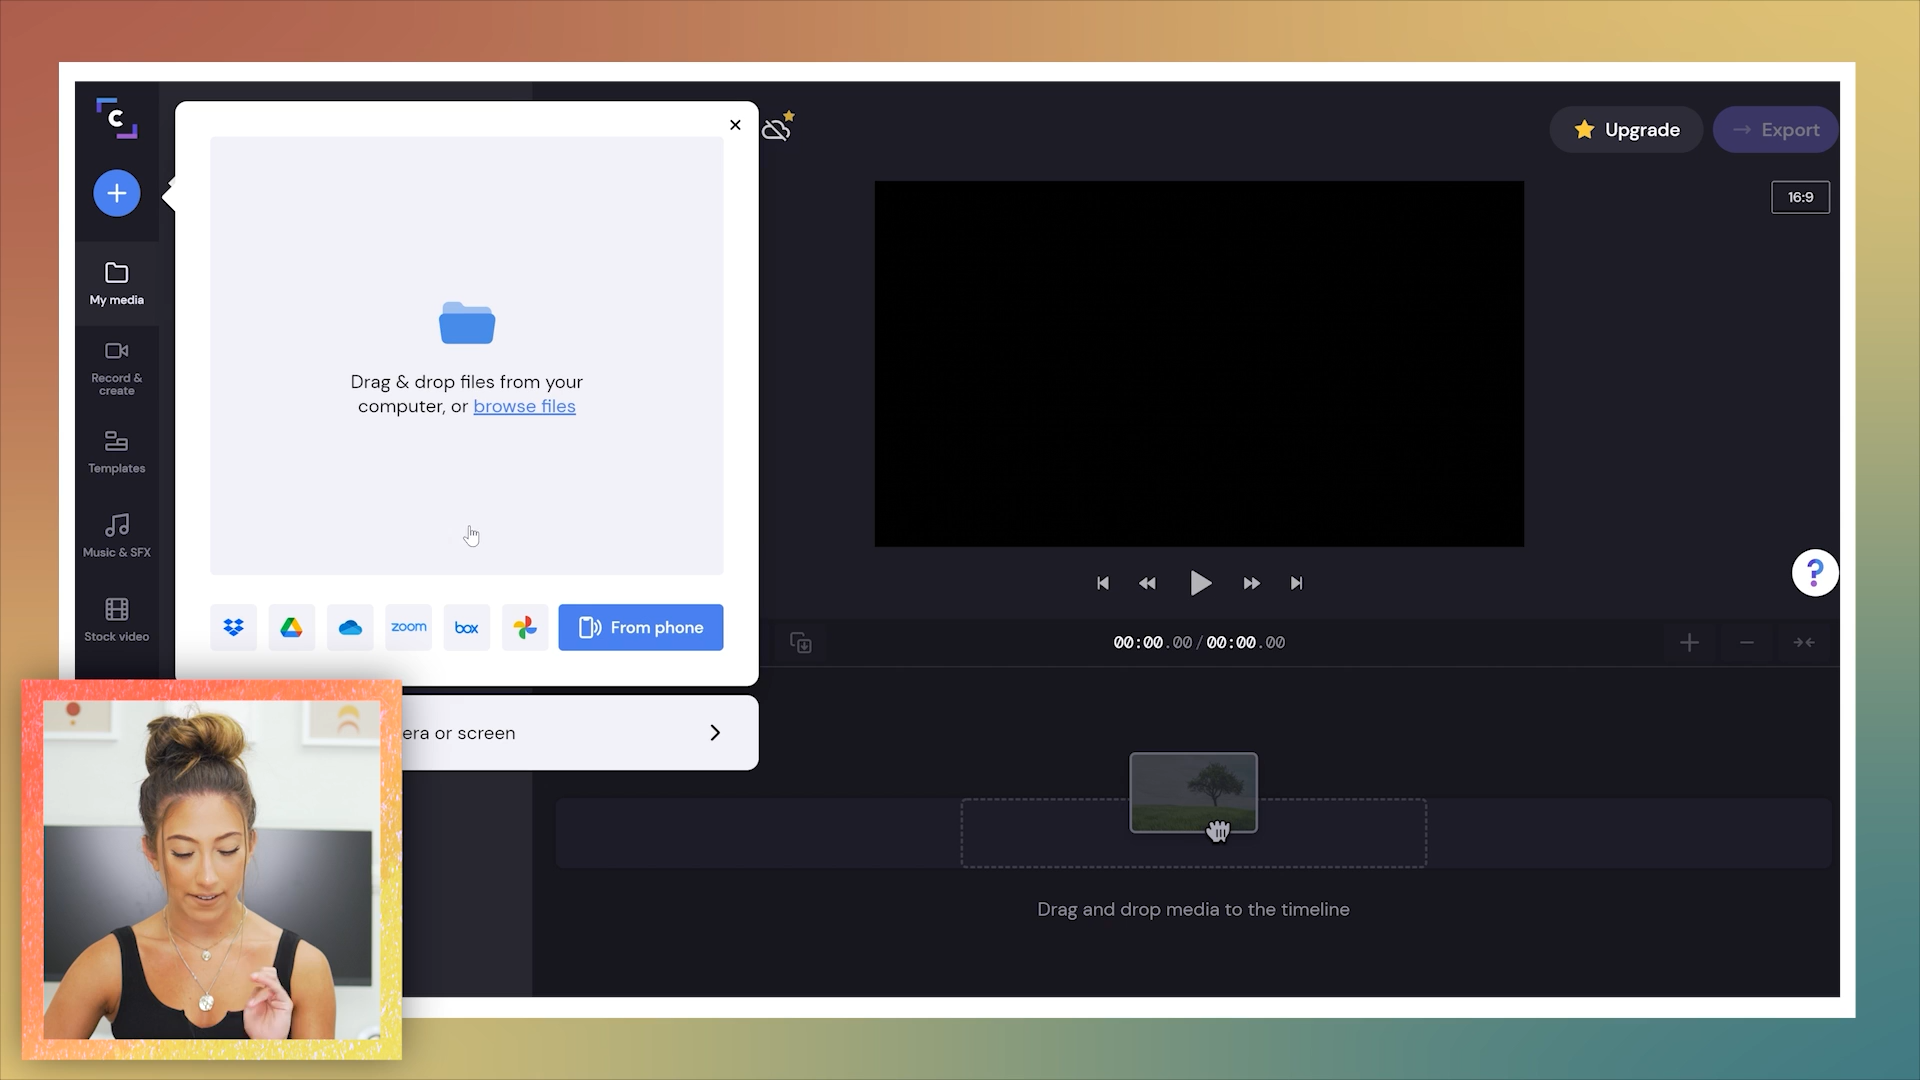 C
Upgrade
Export
16:9
My media
Record &
create
Templates
Music & SFX
Stock video
Drag & drop files from your
computer, or browse files
zoom
box
From phone
era or screen
00:00.00 / 00:00.00
?
Drag and drop media to the timeline